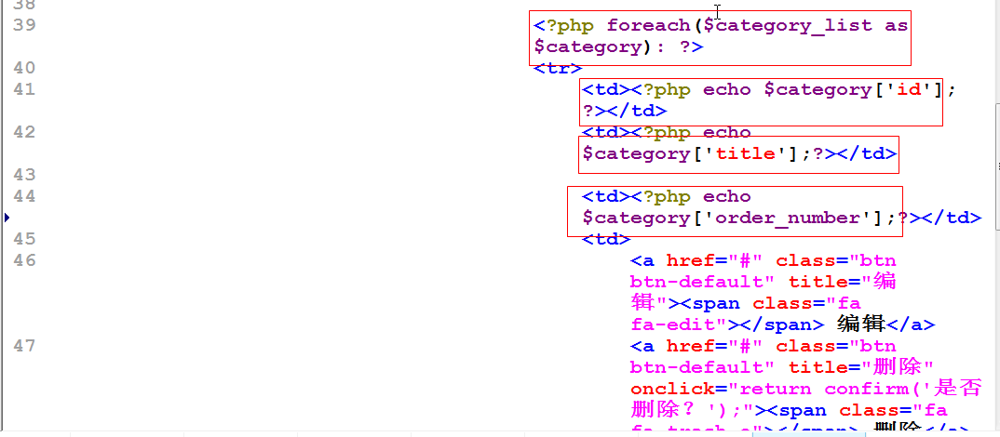 38
39 <?php foreach($category_list as
$category): ?>
40 <tr>
41 <td><?php echo $category['id'];
?></td>
42 <td><?php echo
$category['title'];?></td>
43
44 <td><?php echo
$category['order_number'];?></td>
45 <td>
46 <a href="#" class="btn
btn-default" title="编
辑"><span class="fa
fa-edit"></span> 编辑</a>
47 <a href="#" class="btn
btn-default" title="删除"
onclick="return confirm('是否
删除？');"><span class="fa
fa-trash-o"></span> 删除</a>